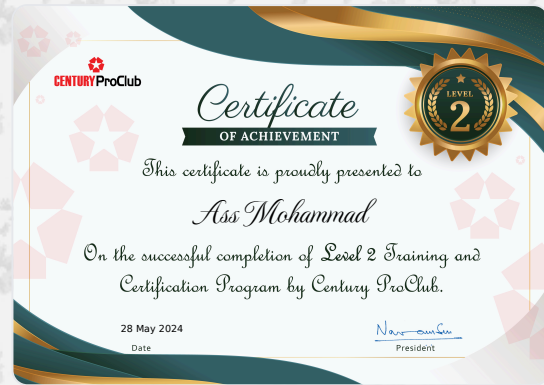 CENTURY ProClub
Certificate
OF ACHIEVEMENT
LEVEL
2
This certificate is proudly presented to
Ass Mohammad
On the successful completion of Level 2 Training and
Certification Program by Century ProClub.
28 May 2024
Date
President